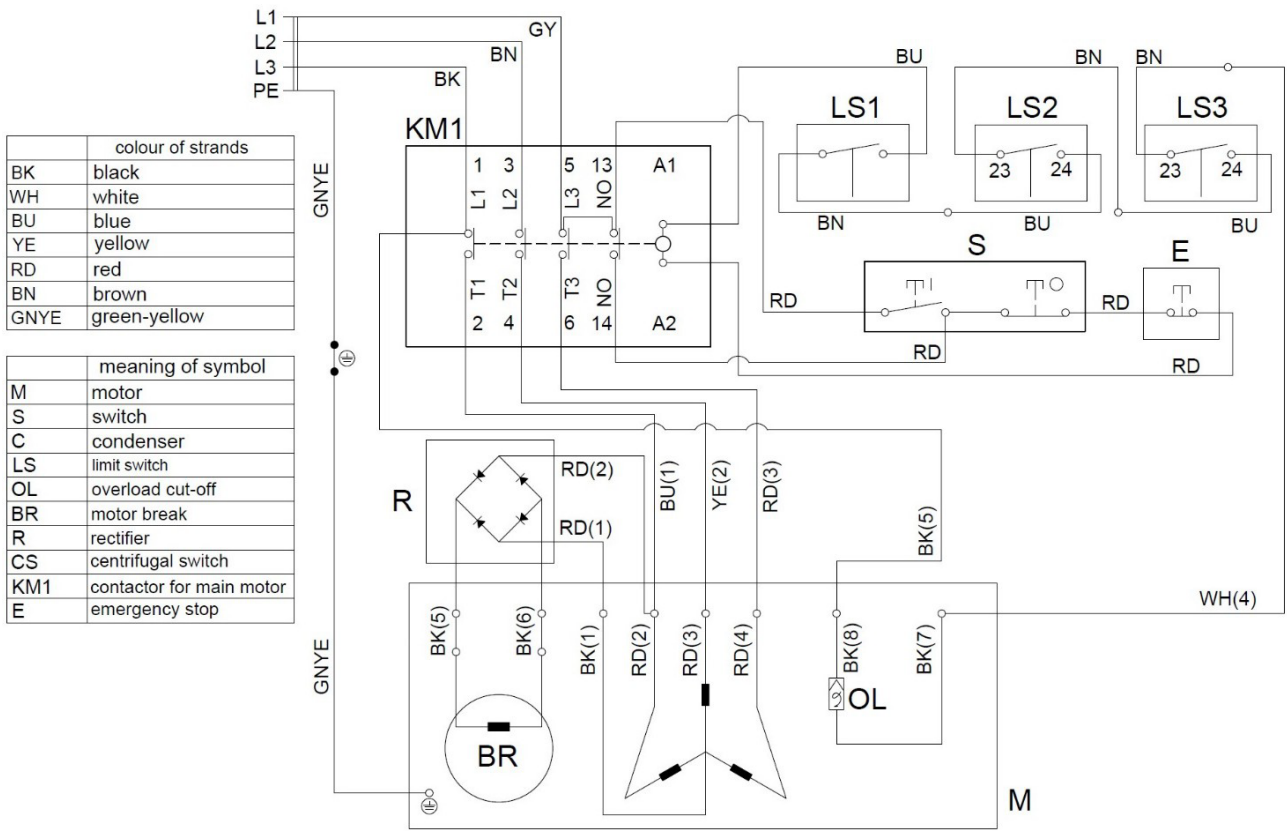 L1
L2
L3
PE
GY
BN
BK
GNYE
colour of strands
BK black
WH white
BU blue
YE yellow
RD red
BN brown
GNYE green-yellow
meaning of symbol
M motor
S switch
C condenser
LS limit switch
OL overload cut-off
BR motor break
R rectifier
CS centrifugal switch
KM1 contactor for main motor
E emergency stop
GNYE
KM1
1 3 5 13 A1
L1 L2 L3 NO
T1 T2 T3 NO
2 4 6 14 A2
BU BN BN
LS1 LS2 LS3
23 24 23 24
BN BU BU
S E
I
RD RD
RD RD
R
RD(2)
RD(1)
BU(1) YE(2) RD(3) BK(5)
WH(4)
BK(5) BK(6) BK(1) RD(2) RD(3) RD(4) BK(8) BK(7)
OL
BR
M